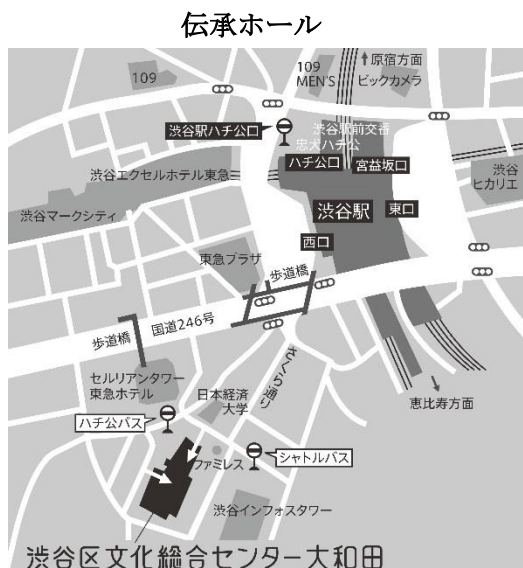 伝承ホール
↑原宿方面
109
MEN'S
ビックカメラ
109
渋谷駅ハチ公口
渋谷駅前交番
忠犬ハチ公
ハチ公口
宮益坂口
渋谷エクセルホテル東急
渋谷
ヒカリエ
渋谷マークシティ
渋谷駅
東口
西口
東急プラザ
歩道橋
国道246号
歩道橋
さくら通り
セルリアンタワー
東急ホテル
日本経済
大学
恵比寿方面
ハチ公バス
ファミレス
シャトルバス
渋谷インフォスタワー
渋谷区文化総合センター大和田